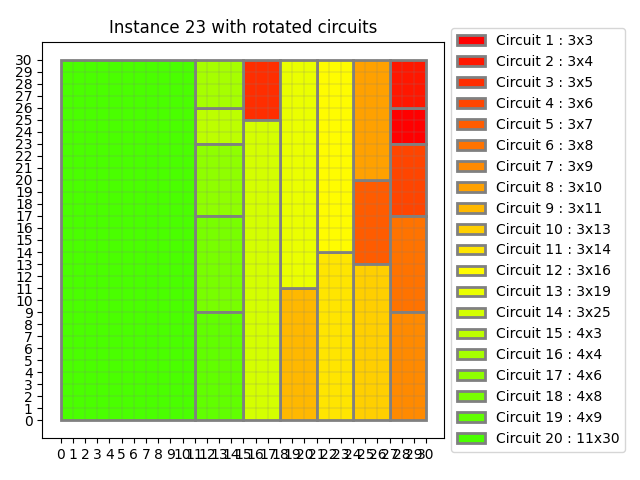 Instance 23 with rotated circuits
30
29
28
27
26
25
24
23
22
21
20
19
18
17
16
15
14
13
12
11
10
9
8
7
6
5
4
3
2
1
0
0 1 2 3 4 5 6 7 8 9 10 11 12 13 14 15 16 17 18 19 20 21 22 23 24 25 26 27 28 29 30
Circuit 1 : 3x3
Circuit 2 : 3x4
Circuit 3 : 3x5
Circuit 4 : 3x6
Circuit 5 : 3x7
Circuit 6 : 3x8
Circuit 7 : 3x9
Circuit 8 : 3x10
Circuit 9 : 3x11
Circuit 10 : 3x13
Circuit 11 : 3x14
Circuit 12 : 3x16
Circuit 13 : 3x19
Circuit 14 : 3x25
Circuit 15 : 4x3
Circuit 16 : 4x4
Circuit 17 : 4x6
Circuit 18 : 4x8
Circuit 19 : 4x9
Circuit 20 : 11x30